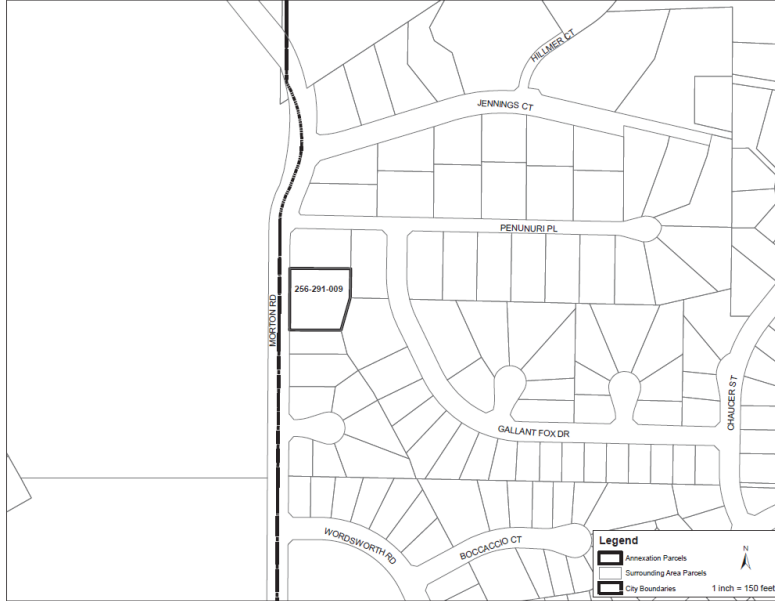 HILLMER CT
JENNINGS CT
PENUNURI PL
256-291-009
MORTON RD
CHAUCER ST
GALLANT FOX DR
WORDSWORTH RD
BOCCACCIO CT
Legend
Annexation Parcels
Surrounding Area Parcels
City Boundaries
N
1 inch = 150 feet